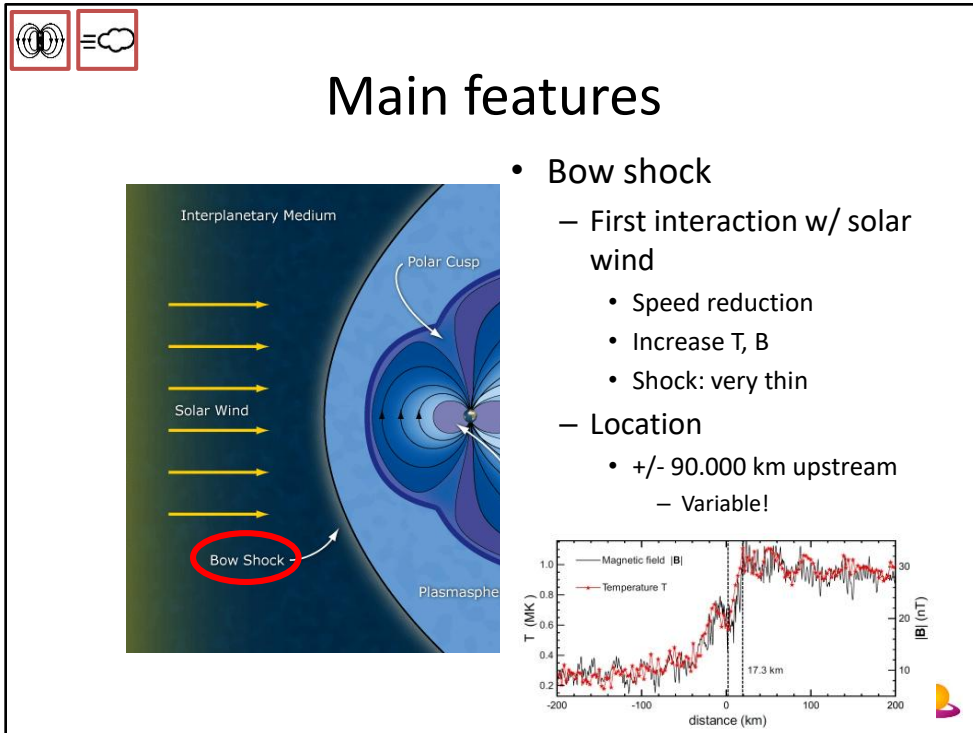 Main features
Interplanetary Medium
Polar Cusp
Solar Wind
Bow Shock
Plasmasphe
• Bow shock
– First interaction w/ solar
wind
• Speed reduction
• Increase T, B
• Shock: very thin
– Location
• +/- 90.000 km upstream
– Variable!
Magnetic field |B|
Temperature T
17.3 km
T (MK)
1.0
0.8
0.6
0.4
0.2
30
20
10
|B| (nT)
-200 -100 0 100 200
distance (km)